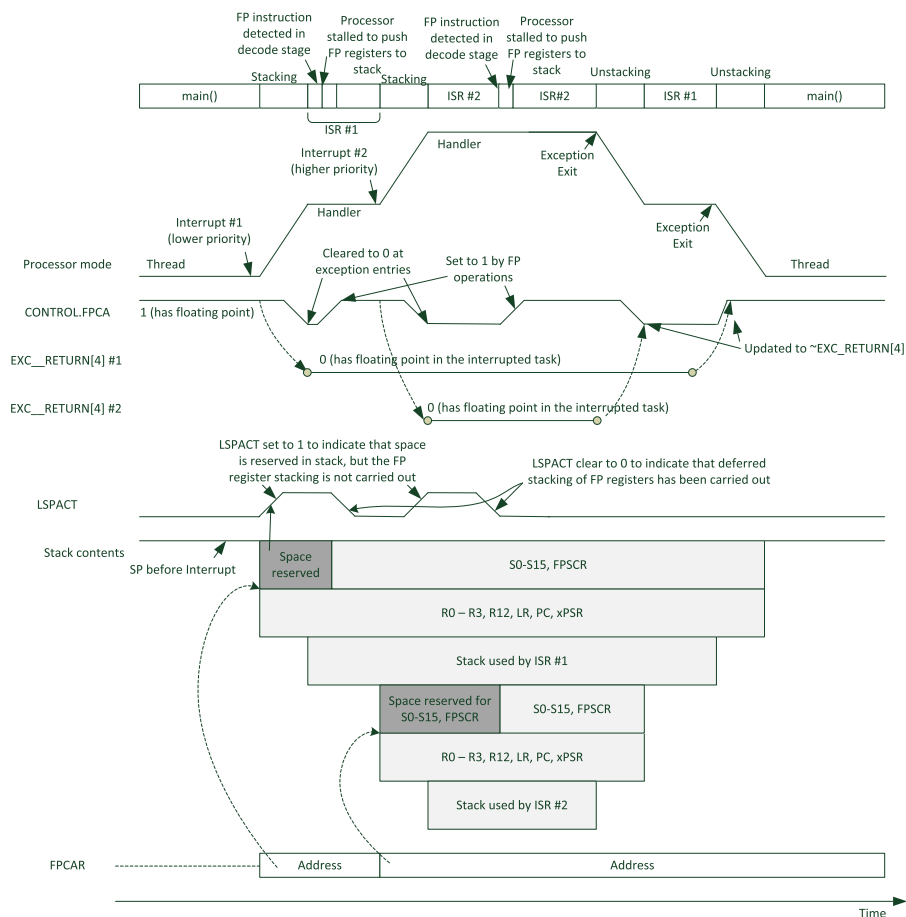 FP instruction
detected in
decode stage
Processor
stalled to push
FP registers to
stack
FP instruction
detected in
decode stage
Processor
stalled to push
FP registers to
stack
Stacking
Stacking
Unstacking
Unstacking
main()
ISR #2
ISR#2
ISR #1
main()
ISR #1
Handler
Interrupt #2
(higher priority)
Exception
Exit
Handler
Interrupt #1
(lower priority)
Exception
Exit
Processor mode
Thread
Thread
Cleared to 0 at
exception entries
Set to 1 by FP
operations
CONTROL.FPCA
1 (has floating point)
Updated to ~EXC_RETURN[4]
EXC__RETURN[4] #1
0 (has floating point in the interrupted task)
EXC__RETURN[4] #2
0 (has floating point in the interrupted task)
LSPACT set to 1 to indicate that space
is reserved in stack, but the FP
register stacking is not carried out
LSPACT clear to 0 to indicate that deferred
stacking of FP registers has been carried out
LSPACT
Stack contents
SP before Interrupt
Space
reserved
S0-S15, FPSCR
R0 – R3, R12, LR, PC, xPSR
Stack used by ISR #1
Space reserved for
S0-S15, FPSCR
S0-S15, FPSCR
R0 – R3, R12, LR, PC, xPSR
Stack used by ISR #2
FPCAR
Address
Address
Time